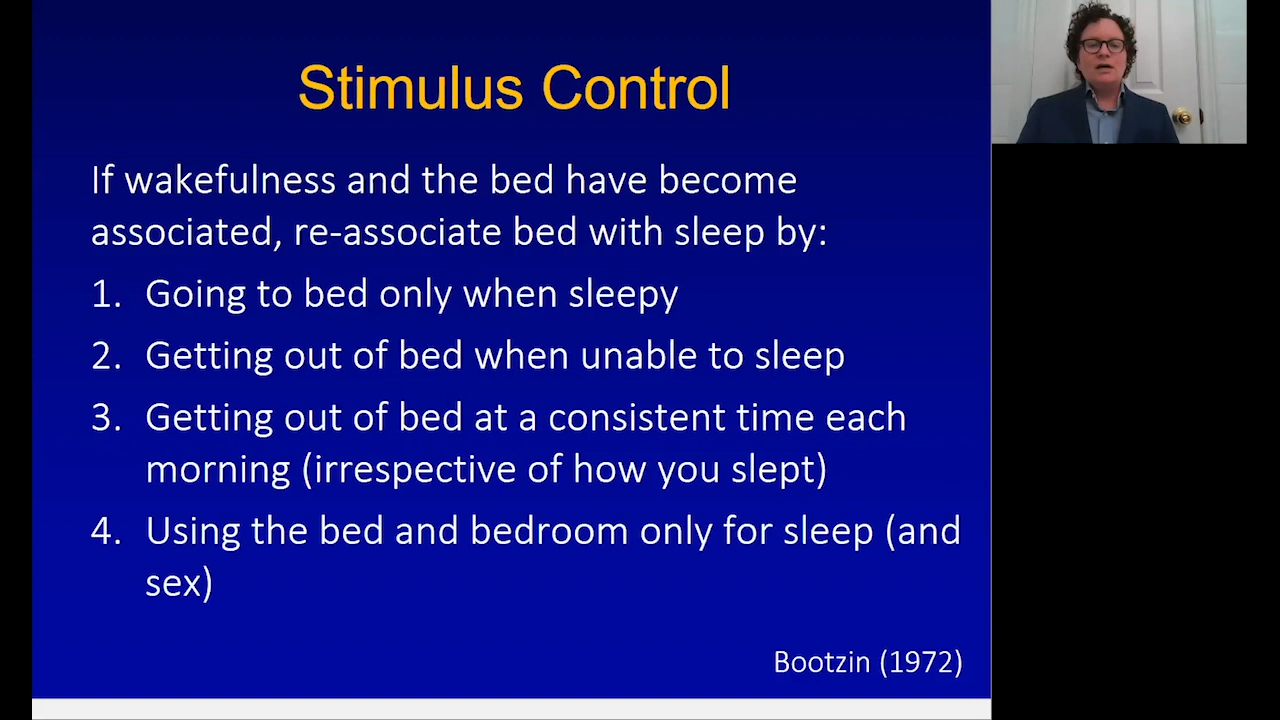 Stimulus Control
If wakefulness and the bed have become
associated, re-associate bed with sleep by:
1. Going to bed only when sleepy
2. Getting out of bed when unable to sleep
3. Getting out of bed at a consistent time each
morning (irrespective of how you slept)
4. Using the bed and bedroom only for sleep (and
sex)
Bootzin (1972)